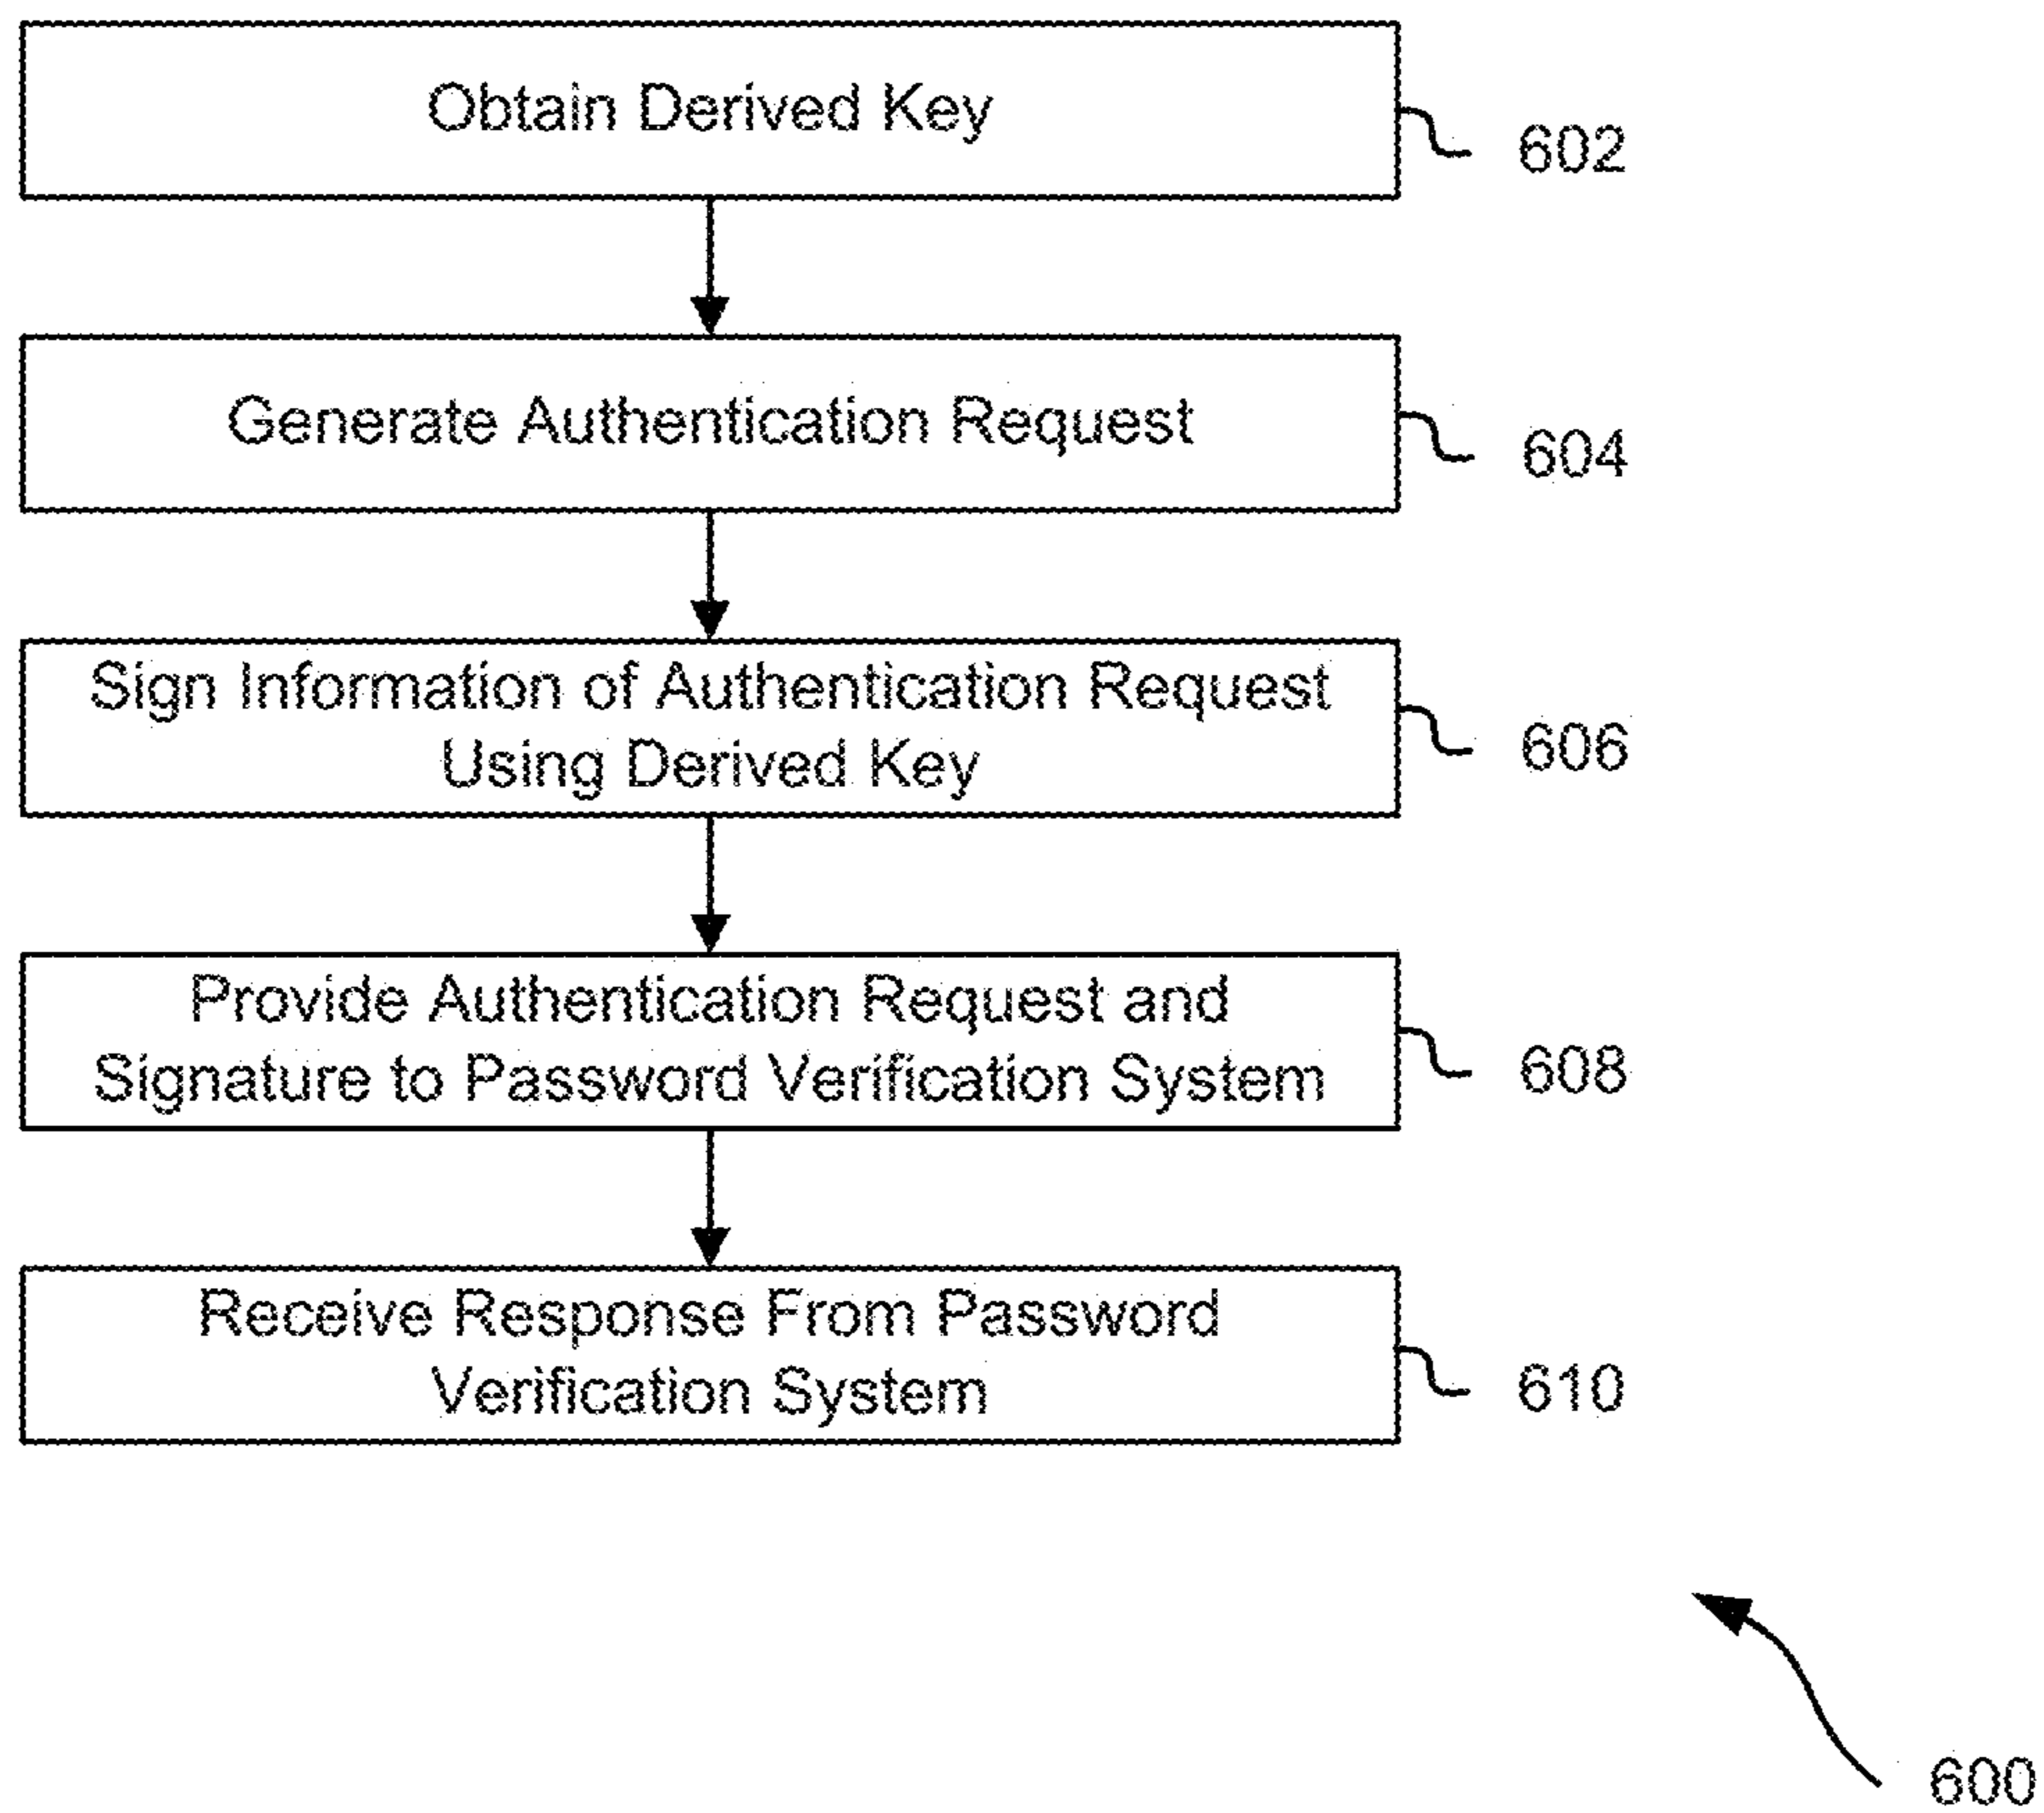 Obtain Derived Key
602
Generate Authentication Request
604
Sign Information of Authentication Request
Using Derived Key
606
Provide Authentication Request and
Signature to Password Verification System
608
Receive Response From Password
Verification System
610
600